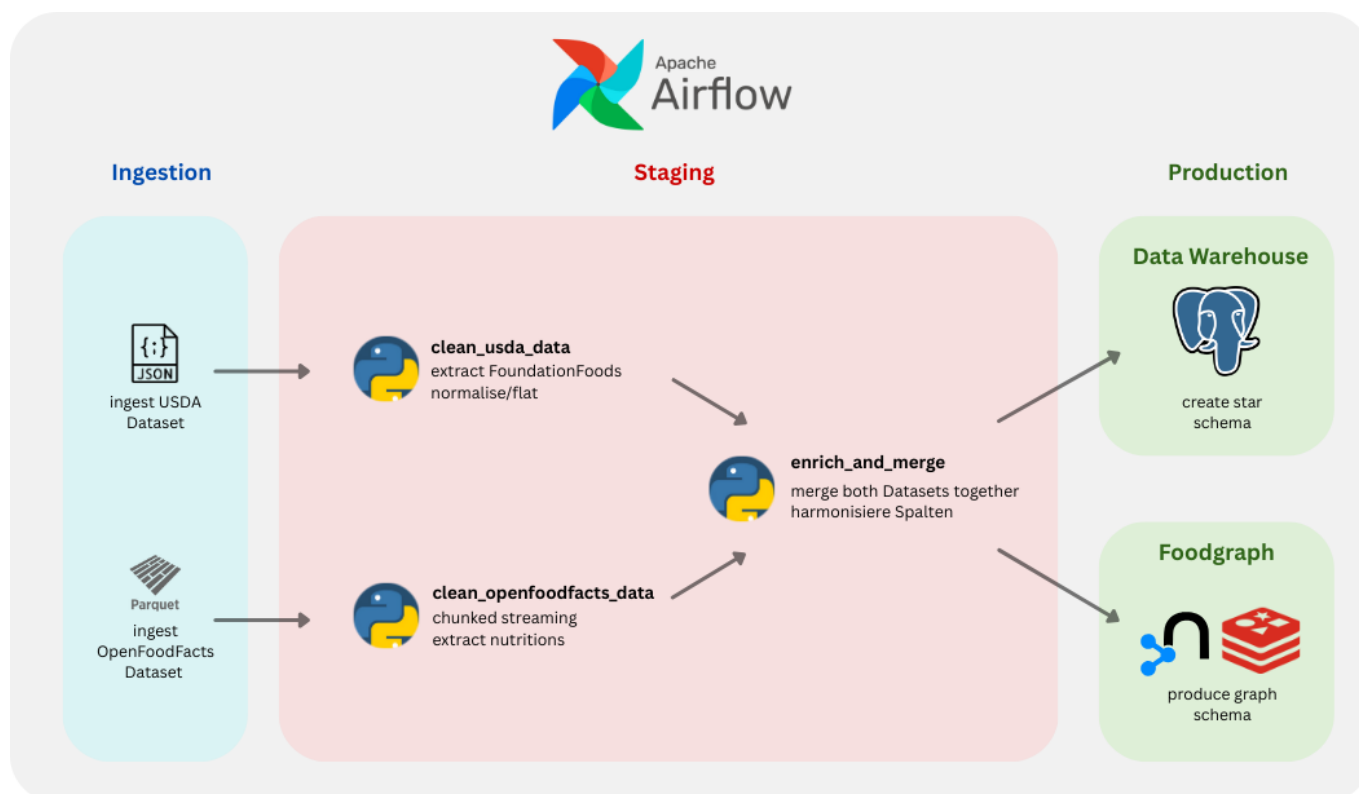 Apache
Airflow
Ingestion
Staging
Production
{;}
JSON
ingest USDA
Dataset
Parquet
ingest
OpenFoodFacts
Dataset
clean_usda_data
extract FoundationFoods
normalise/flat
clean_openfoodfacts_data
chunked streaming
extract nutritions
enrich_and_merge
merge both Datasets together
harmonisiere Spalten
Data Warehouse
create star
schema
Foodgraph
produce graph
schema